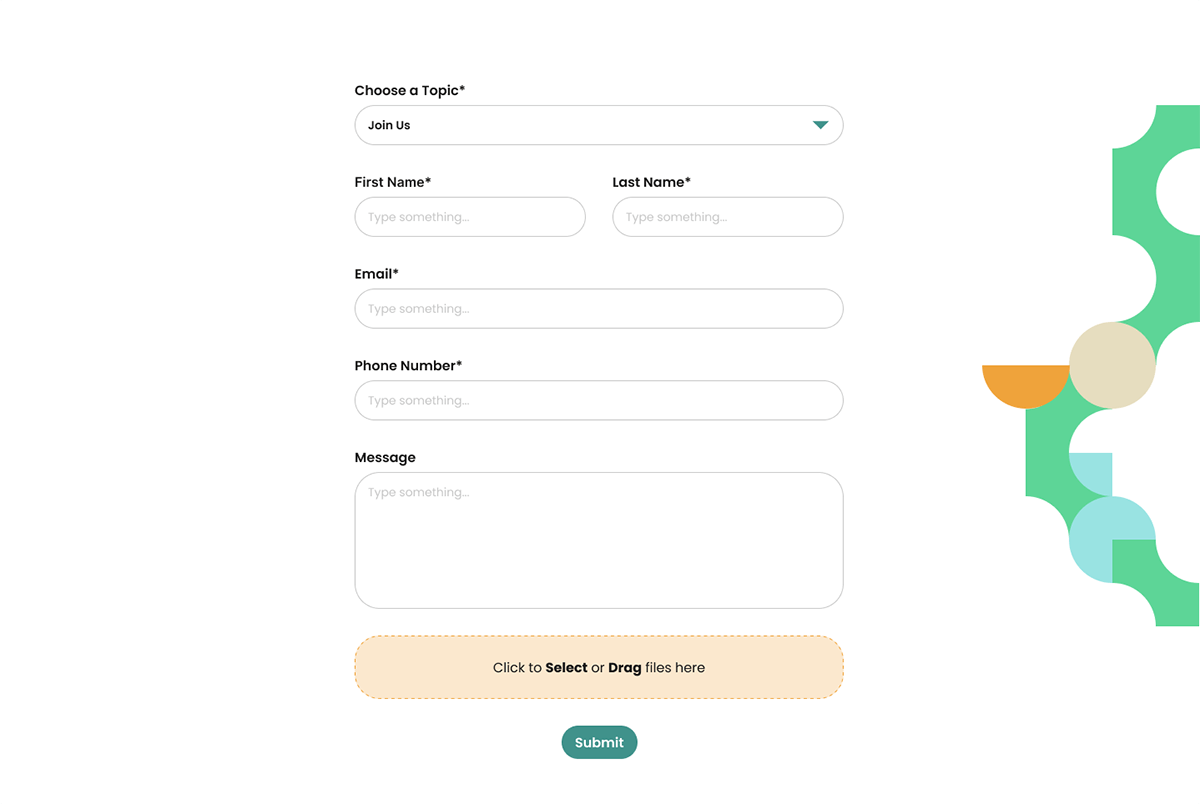 Choose a Topic*
Join Us
First Name*
Last Name*
Type something...
Type something...
Email*
Type something...
Phone Number*
Type something...
Message
Type something...
Click to Select or Drag files here
Submit